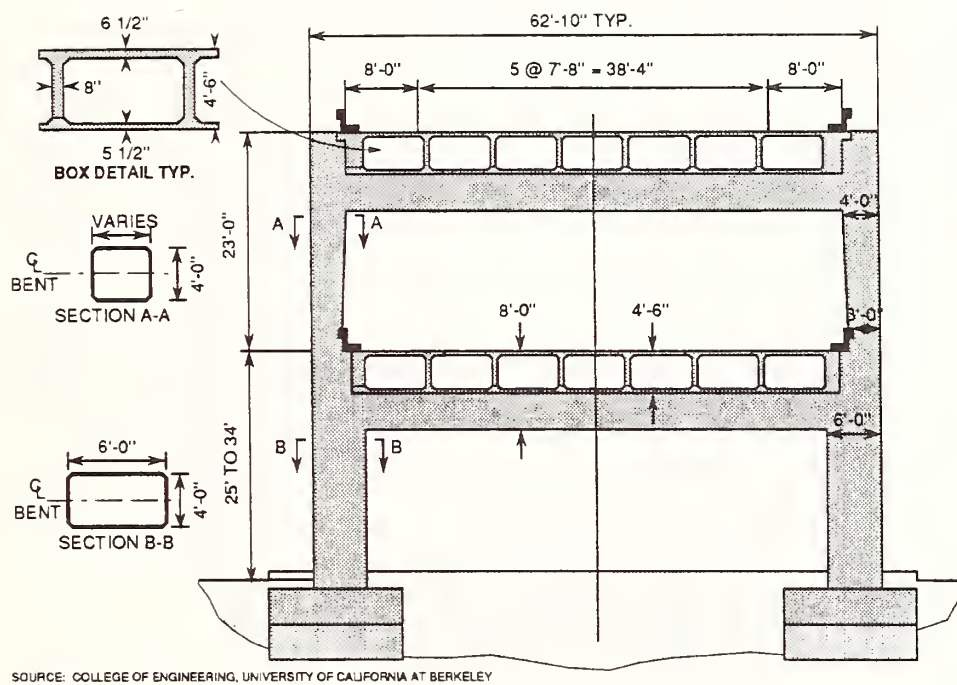 6 1/2"
8"
4'-6"
5 1/2"
BOX DETAIL TYP.
VARIES
℄
BENT
4'-0"
SECTION A-A
6'-0"
℄
BENT
4'-0"
SECTION B-B
62'-10" TYP.
8'-0"
5 @ 7'-8" = 38'-4"
8'-0"
23'-0"
A
A
4'-0"
8'-0"
4'-6"
3'-0"
25' TO 34'
B
B
6'-0"
SOURCE: COLLEGE OF ENGINEERING, UNIVERSITY OF CALIFORNIA AT BERKELEY